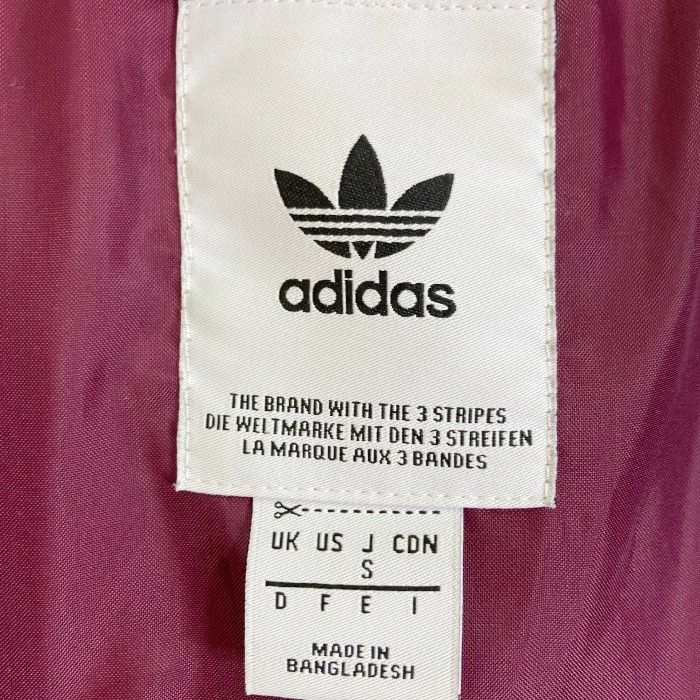 adidas
THE BRAND WITH THE 3 STRIPES
DIE WELTMARKE MIT DEN 3 STREIFEN
LA MARQUE AUX 3 BANDES
UK US J CDN
S
D F E I
MADE IN
BANGLADESH